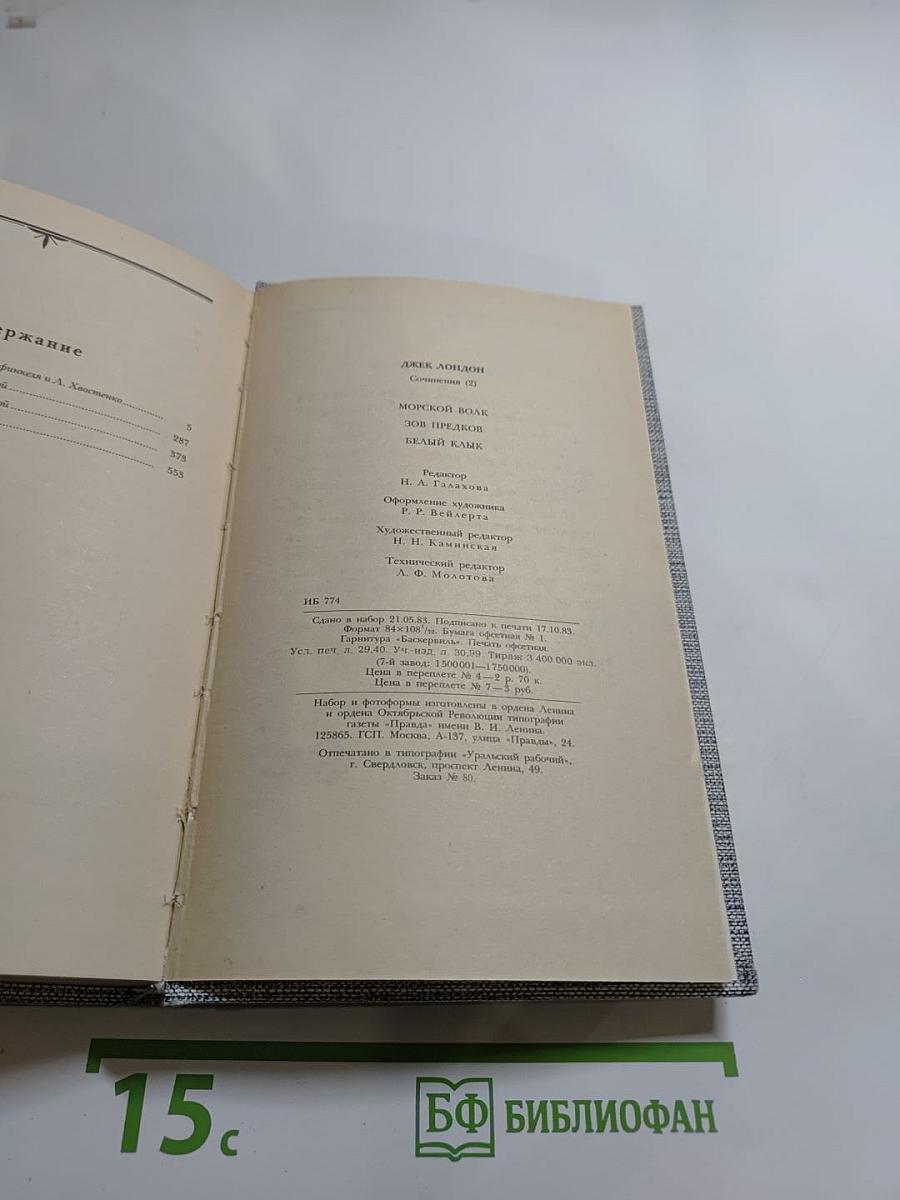 ержание
финкеля и Л. Хвостенко
5
ой
287
ой
373
553
ДЖЕК ЛОНДОН
Сочинения (2)
МОРСКОЙ ВОЛК
ЗОВ ПРЕДКОВ
БЕЛЫЙ КЛЫК
Редактор
Н. А. Галахова
Оформление художника
Р. Р. Вейлерта
Художественный редактор
Н. Н. Каминская
Технический редактор
Л. Ф. Молотова
ИБ 774
Сдано в набор 21.05.83. Подписано к печати 17.10.83.
Формат 84×108¹/₃₂. Бумага офсетная № 1.
Гарнитура «Баскервиль». Печать офсетная.
Усл. печ. л. 29,40. Уч.-изд. л. 30,99. Тираж 3 400 000 экз.
(7-й завод: 1500001—1750000).
Цена в переплете № 4—2 р. 70 к.
Цена в переплете № 7—3 руб.
Набор и фотоформы изготовлены в ордена Ленина
и ордена Октябрьской Революции типографии
газеты «Правда» имени В. И. Ленина.
125865. ГСП. Москва, А-137, улица «Правды», 24.
Отпечатано в типографии «Уральский рабочий»,
г. Свердловск, проспект Ленина, 49.
Заказ № 80.
15 с
БФ БИБЛИОФАН